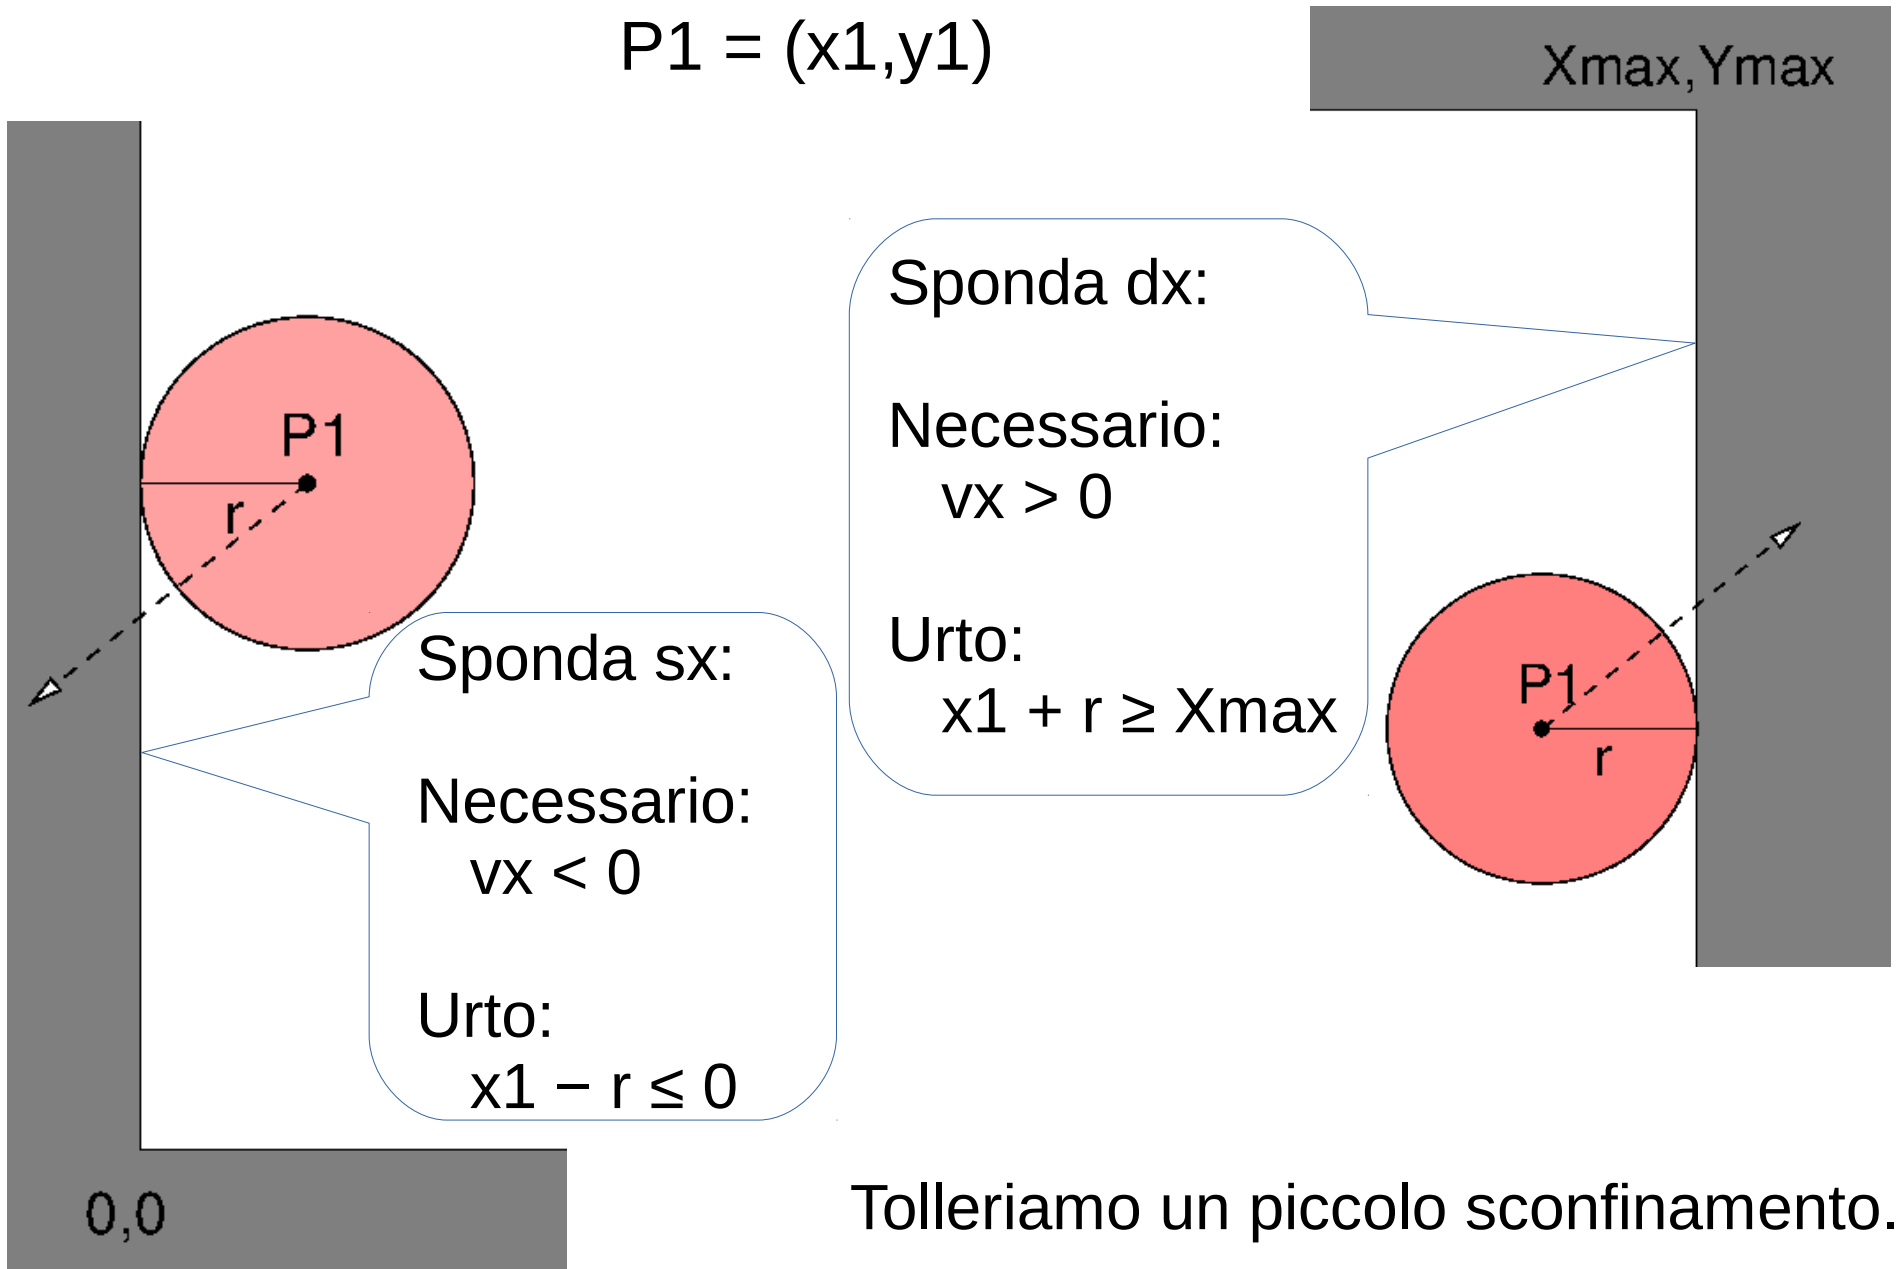 P1 = (x1,y1)
Xmax,Ymax
P1
r
Sponda sx:
Necessario:
vx < 0
Urto:
x1 − r ≤ 0
0,0
Sponda dx:
Necessario:
vx > 0
Urto:
x1 + r ≥ Xmax
P1
r
Tolleriamo un piccolo sconfinamento.